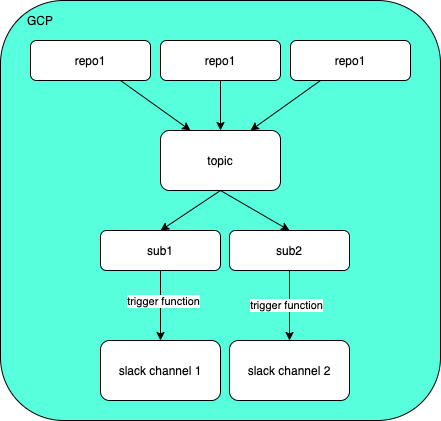 GCP
repo1
repo1
repo1
topic
sub1
sub2
trigger function
trigger function
slack channel 1
slack channel 2